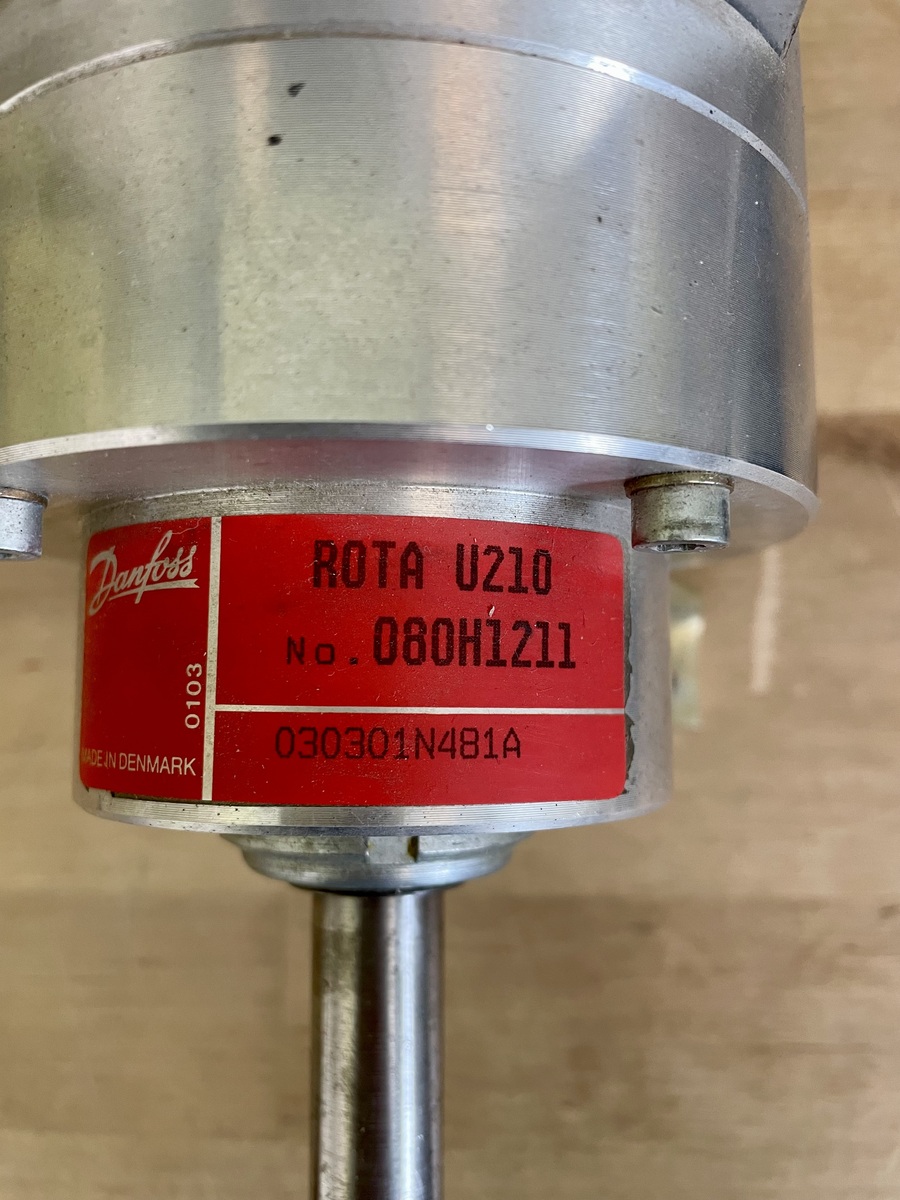 Danfoss
0103
MADE IN DENMARK
ROTA U210
No. 080H1211
030301N481A